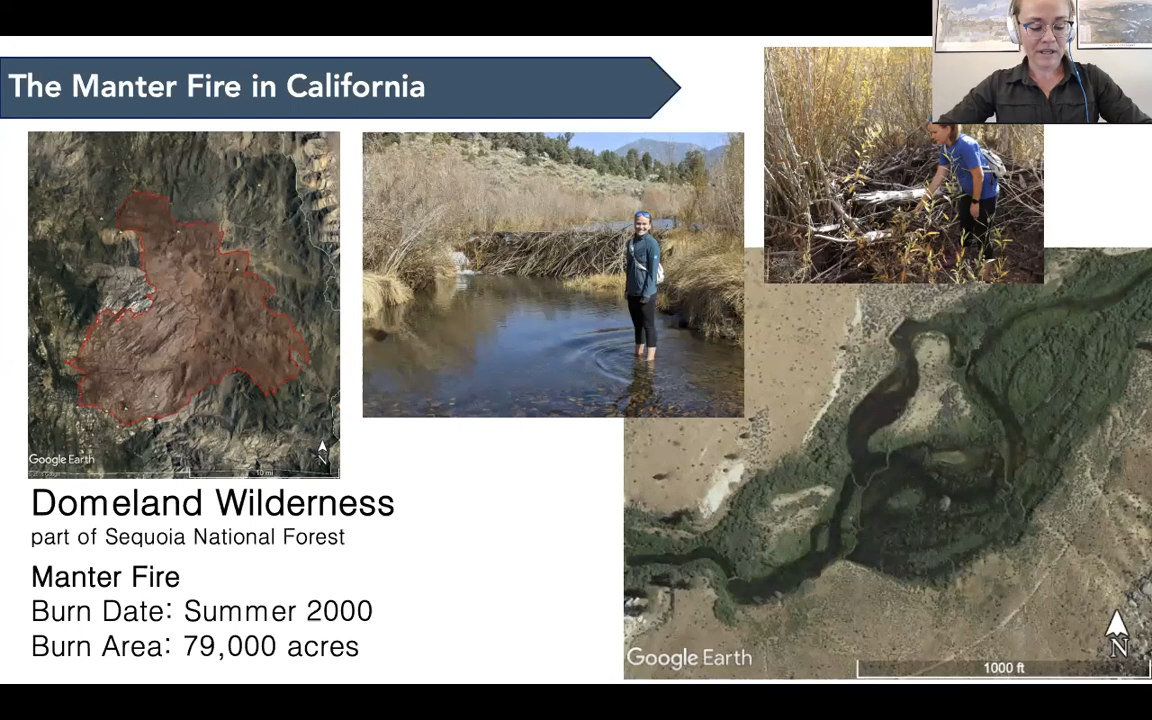 The Manter Fire in California
Google Earth
10 mi
N
Domeland Wilderness
part of Sequoia National Forest
Manter Fire
Burn Date: Summer 2000
Burn Area: 79,000 acres
Google Earth
1000 ft
N